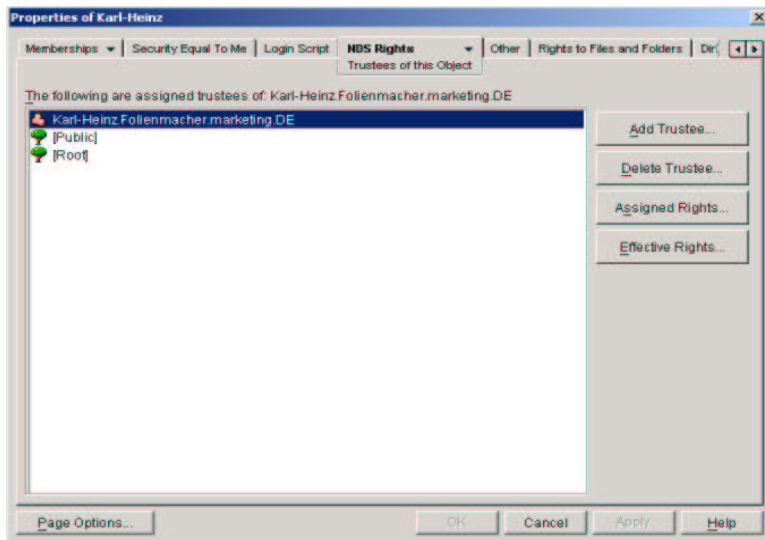 Properties of Karl-Heinz
Memberships Security Equal To Me Login Script NDS Rights Other Rights to Files and Folders Dir
Trustees of this Object
The following are assigned trustees of: Karl-Heinz.Folienmacher.marketing.DE
Karl-Heinz.Folienmacher.marketing.DE
[Public]
[Root]
Add Trustee...
Delete Trustee...
Assigned Rights...
Effective Rights...
Page Options... OK Cancel Apply Help